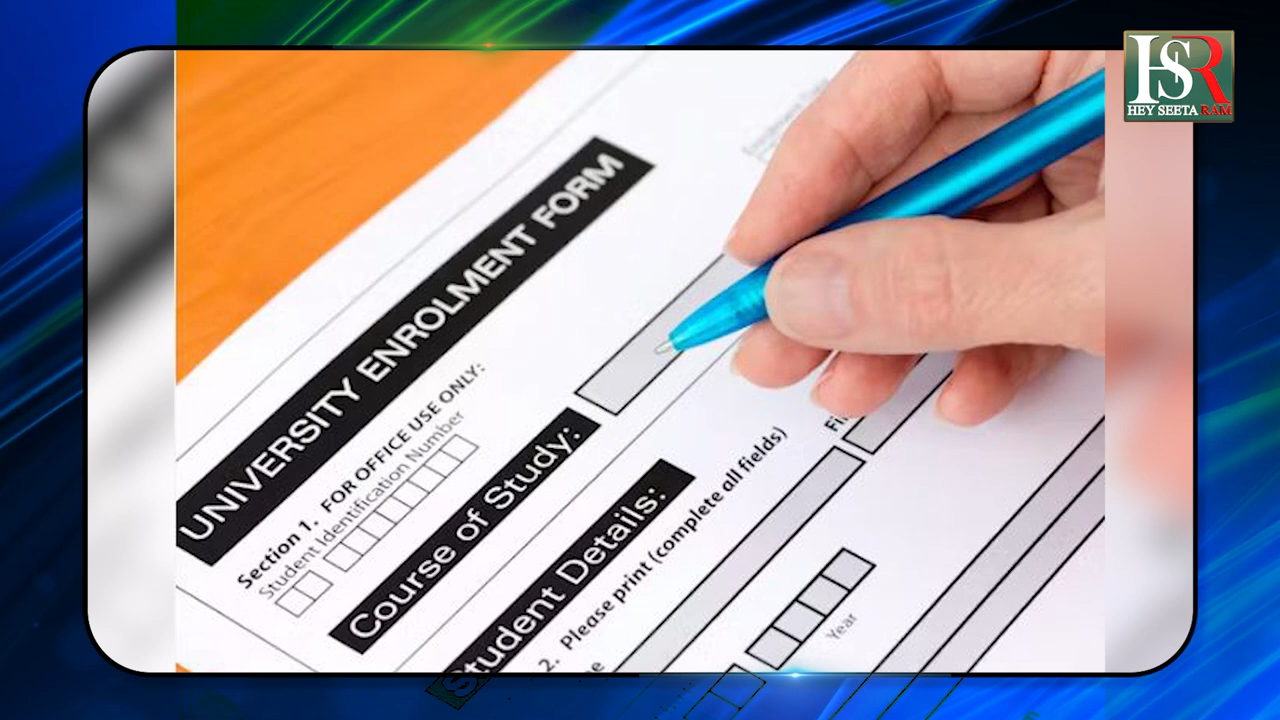 HSR
HEY SEETA RAM
UNIVERSITY ENROLMENT FORM
Section 1. FOR OFFICE USE ONLY:
Student Identification Number
Course of Study:
Student Details:
2. Please print (complete all fields)
Year